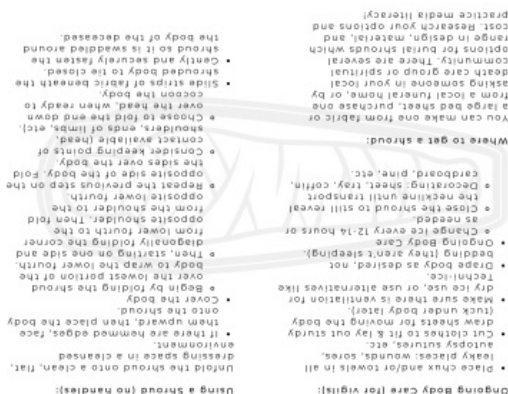 Ongoing Body Care (for vigils):
• Place chux and/or towels in all
leaky places: wounds, sores,
autopsy sutures, etc.
• Cut clothes to fit & lay out sturdy
draw sheets for moving the body
(tuck under body later).
• Make sure there is ventilation for
dry ice use, or use alternatives like
Techni-ice.
• Drape body as desired, not
bedding (they aren't sleeping).
• Ongoing Body Care
o Change ice every 12-14 hours or
as needed
o Close the shroud to still reveal
the neckline until transport
o Decorating: sheet, tray, coffin,
cardboard, pine, etc.
Where to get a shroud:
You can make one from fabric or
a large bed sheet, purchase one
from a local funeral home, or by
asking someone in your local
death care group or spiritual
community. There are several
options for burial shrouds which
range in design, material, and
cost. Research your options and
practice media literacy!
Using a Shroud (no handles):
Unfold the shroud onto a clean, flat,
dressing space in a cleansed
environment.
• If there are hemmed edges, face
them upward, then place the body
onto the shroud.
• Cover the body
o Begin by folding the shroud
over the lowest portion of the
body to wrap the lower fourth.
o Then, starting on one side and
diagonally folding the corner
from lower fourth to the
opposite shoulder. Then fold
from the shoulder to the
opposite lower fourth.
o Repeat the previous step on the
opposite side of the body. Fold
the sides over the body.
o Consider keeping points of
contact available (head,
shoulders, ends of limbs, etc).
o Choose to fold the end down
over the head, when ready to
cocoon the body.
• Slide strips of fabric beneath the
shrouded body to tie closed.
• Gently and securely fasten the
shroud so it is swaddled around
the body of the deceased.